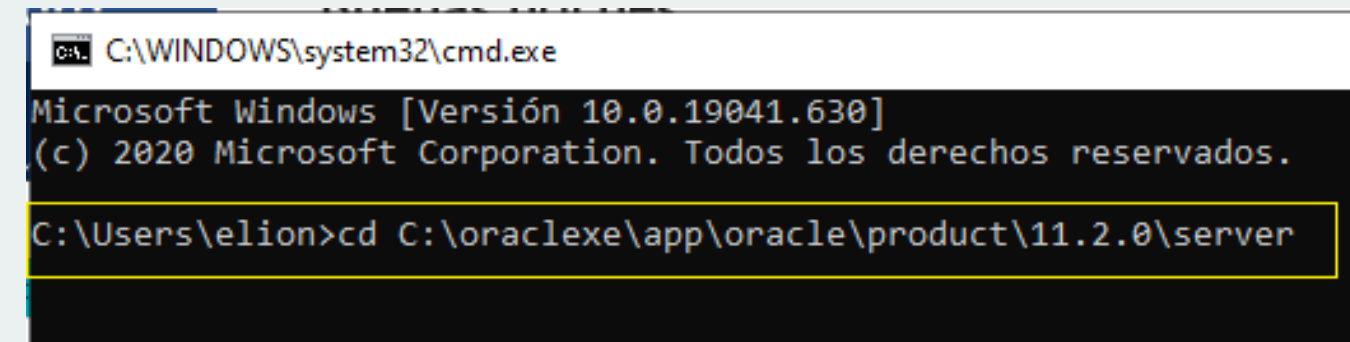 C:\WINDOWS\system32\cmd.exe
Microsoft Windows [Versión 10.0.19041.630]
(c) 2020 Microsoft Corporation. Todos los derechos reservados.
C:\Users\elion>cd C:\oraclexe\app\oracle\product\11.2.0\server